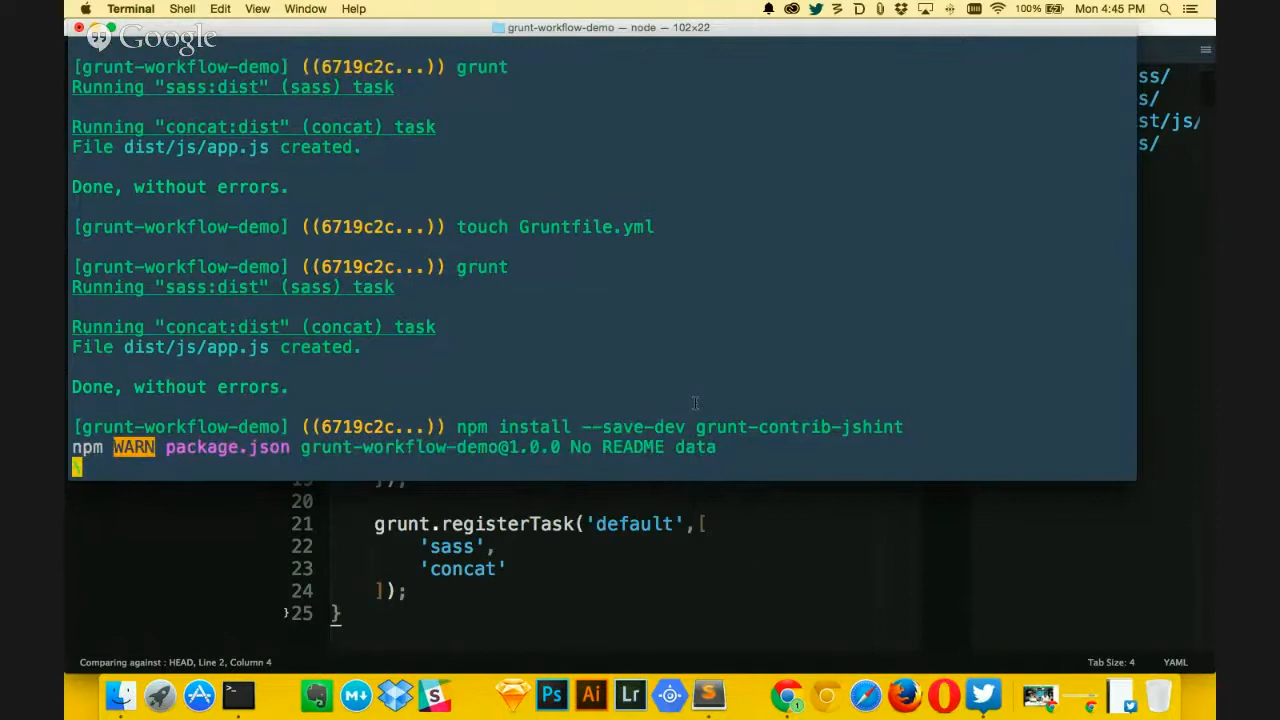 Terminal Shell Edit View Window Help 100% Mon 4:45 PM
grunt-workflow-demo — node — 102×22
Google
[grunt-workflow-demo] ((6719c2c...)) grunt
Running "sass:dist" (sass) task
Running "concat:dist" (concat) task
File dist/js/app.js created.
Done, without errors.
[grunt-workflow-demo] ((6719c2c...)) touch Gruntfile.yml
[grunt-workflow-demo] ((6719c2c...)) grunt
Running "sass:dist" (sass) task
Running "concat:dist" (concat) task
File dist/js/app.js created.
Done, without errors.
[grunt-workflow-demo] ((6719c2c...)) npm install --save-dev grunt-contrib-jshint
npm WARN package.json grunt-workflow-demo@1.0.0 No README data
ss/
s/
st/js/
s/
19 });
20
21 grunt.registerTask('default',[
22 'sass',
23 'concat'
24 ]);
25 }
Comparing against : HEAD, Line 2, Column 4 Tab Size: 4 YAML
Ps Ai Lr